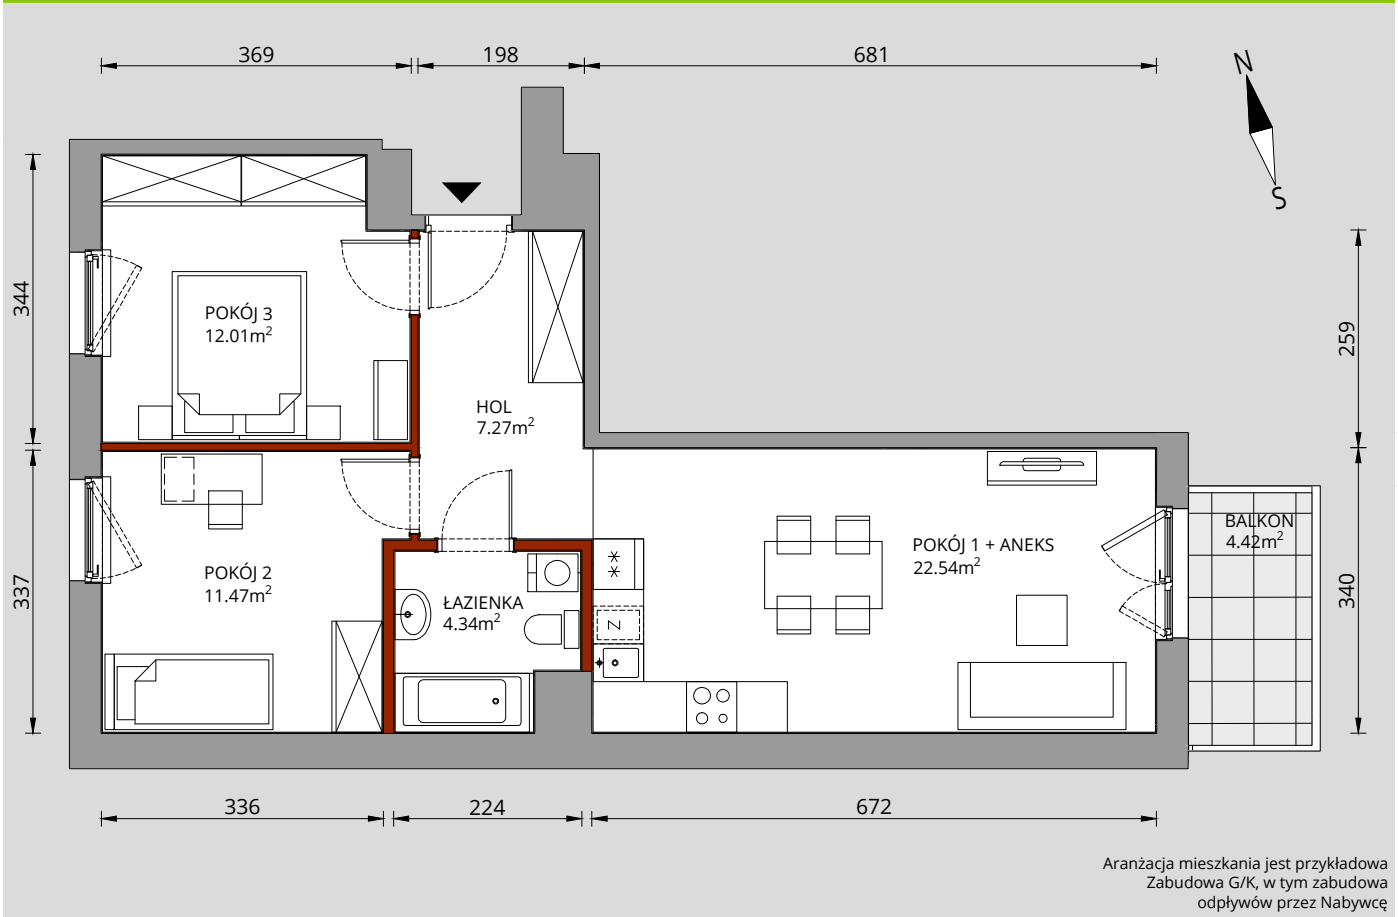 369
198
681
N
S
344
337
259
340
POKÓJ 3
12.01m²
HOL
7.27m²
POKÓJ 2
11.47m²
ŁAZIENKA
4.34m²
**
Z
POKÓJ 1 + ANEKS
22.54m²
BALKON
4.42m²
336
224
672
Aranżacja mieszkania jest przykładowa
Zabudowa G/K, w tym zabudowa
odpływów przez Nabywcę